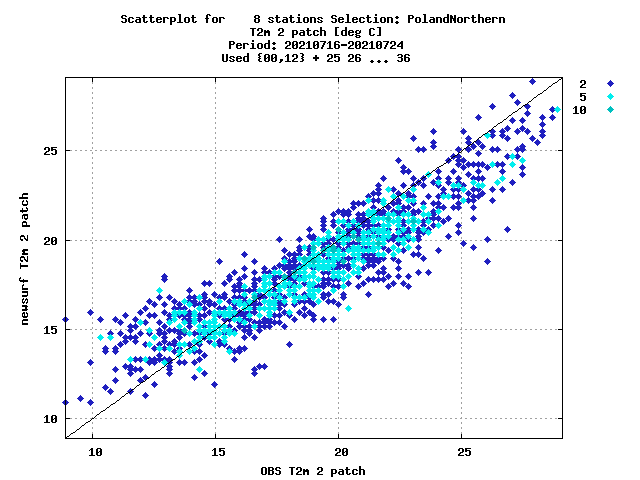 Scatterplot for    8 stations Selection: PolandNorthern
T2m 2 patch [deg C]
Period: 20210716-20210724
Used {00,12} + 25 26 ... 36
2
5
10
25
20
15
10
newsurf T2m 2 patch
10 15 20 25
OBS T2m 2 patch